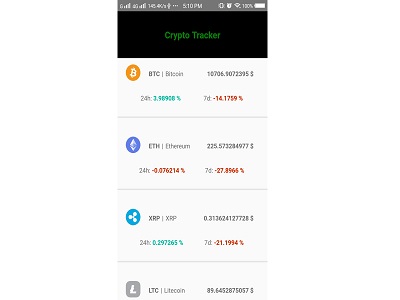 G 4G 4G 145 4K/s 5:10 PM 100%
Crypto Tracker
BTC | Bitcoin 10706.9072395 $
24h: 3.98908 % 7d: -14.1759 %
ETH | Ethereum 225.573284977 $
24h: -0.076214 % 7d: -27.8966 %
XRP | XRP 0.313624127728 $
24h: 0.297265 % 7d: -21.1994 %
LTC | Litecoin 89.6452875057 $